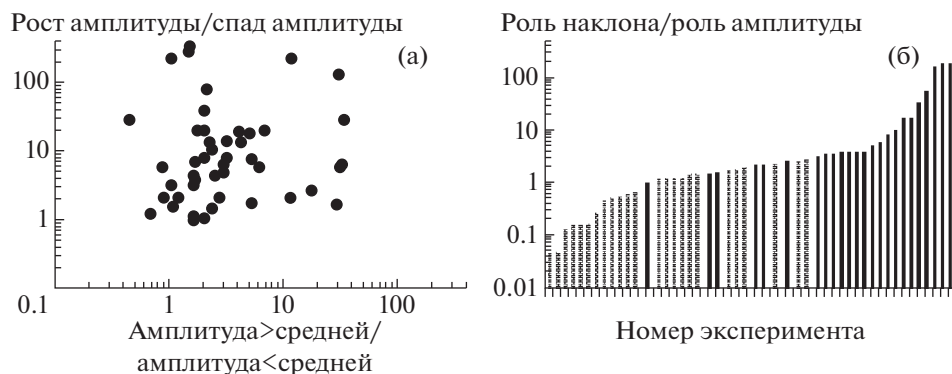 Рост амплитуды/спад амплитуды
(а)
100
10
1
0.1
1
10
100
Амплитуда>средней/
амплитуда<средней
Роль наклона/роль амплитуды
(б)
100
10
1
0.1
0.01
Номер эксперимента